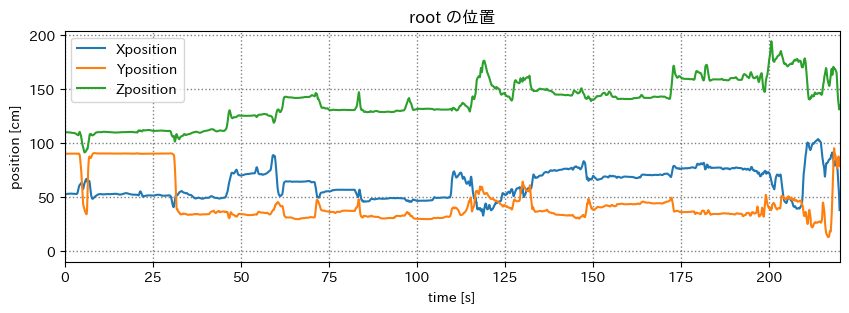 root の位置
Xposition
Yposition
Zposition
position [cm]
200
150
100
50
0
0 25 50 75 100 125 150 175 200
time [s]